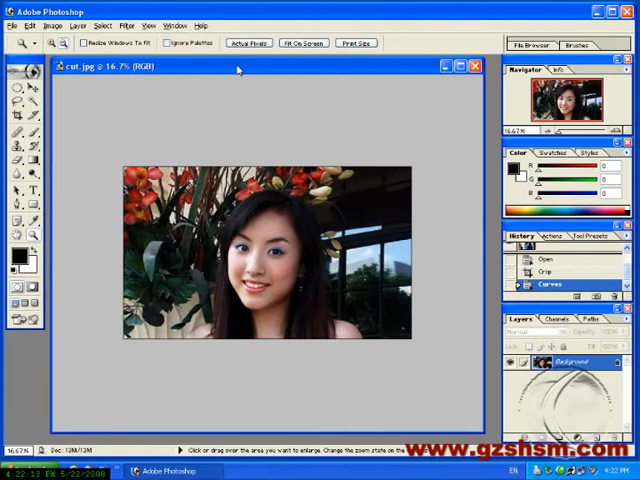 Adobe Photoshop
File Edit Image Layer Select Filter View Window Help
Resize Windows To Fit Ignore Palettes Actual Pixels Fit On Screen Print Size File Browser Brushes
cut.jpg @ 16.7% (RGB)
Navigator Info
16.67%
Color Swatches Styles
R 0
G 0
B 0
History Actions Tool Presets
Open
Crop
Curves
Layers Channels Paths
Normal Opacity:
Lock: Fill:
Background
16.67% Doc: 13M/13M Click or drag over the area you want to enlarge. Change the zoom state on the
www.gzshsm.com
4:22:13 PM 5/22/2008 Adobe Photoshop EN 4:22 PM